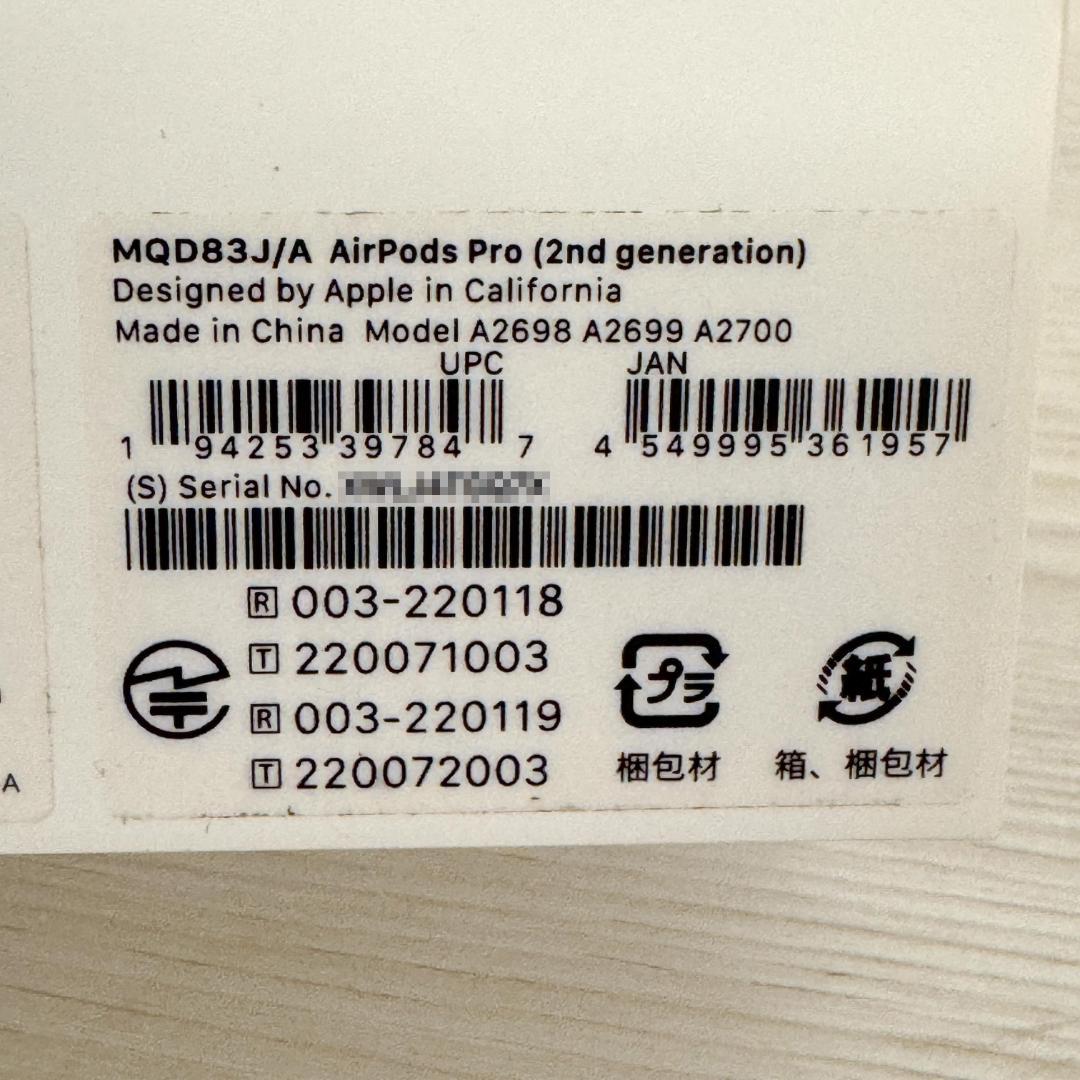 MQD83J/A AirPods Pro (2nd generation)
Designed by Apple in California
Made in China Model A2698 A2699 A2700
UPC JAN
1 94253 39784 7 4 549995 361957
(S) Serial No.
R 003-220118
T 220071003
R 003-220119
T 220072003
プラ 紙
梱包材 箱、梱包材
A